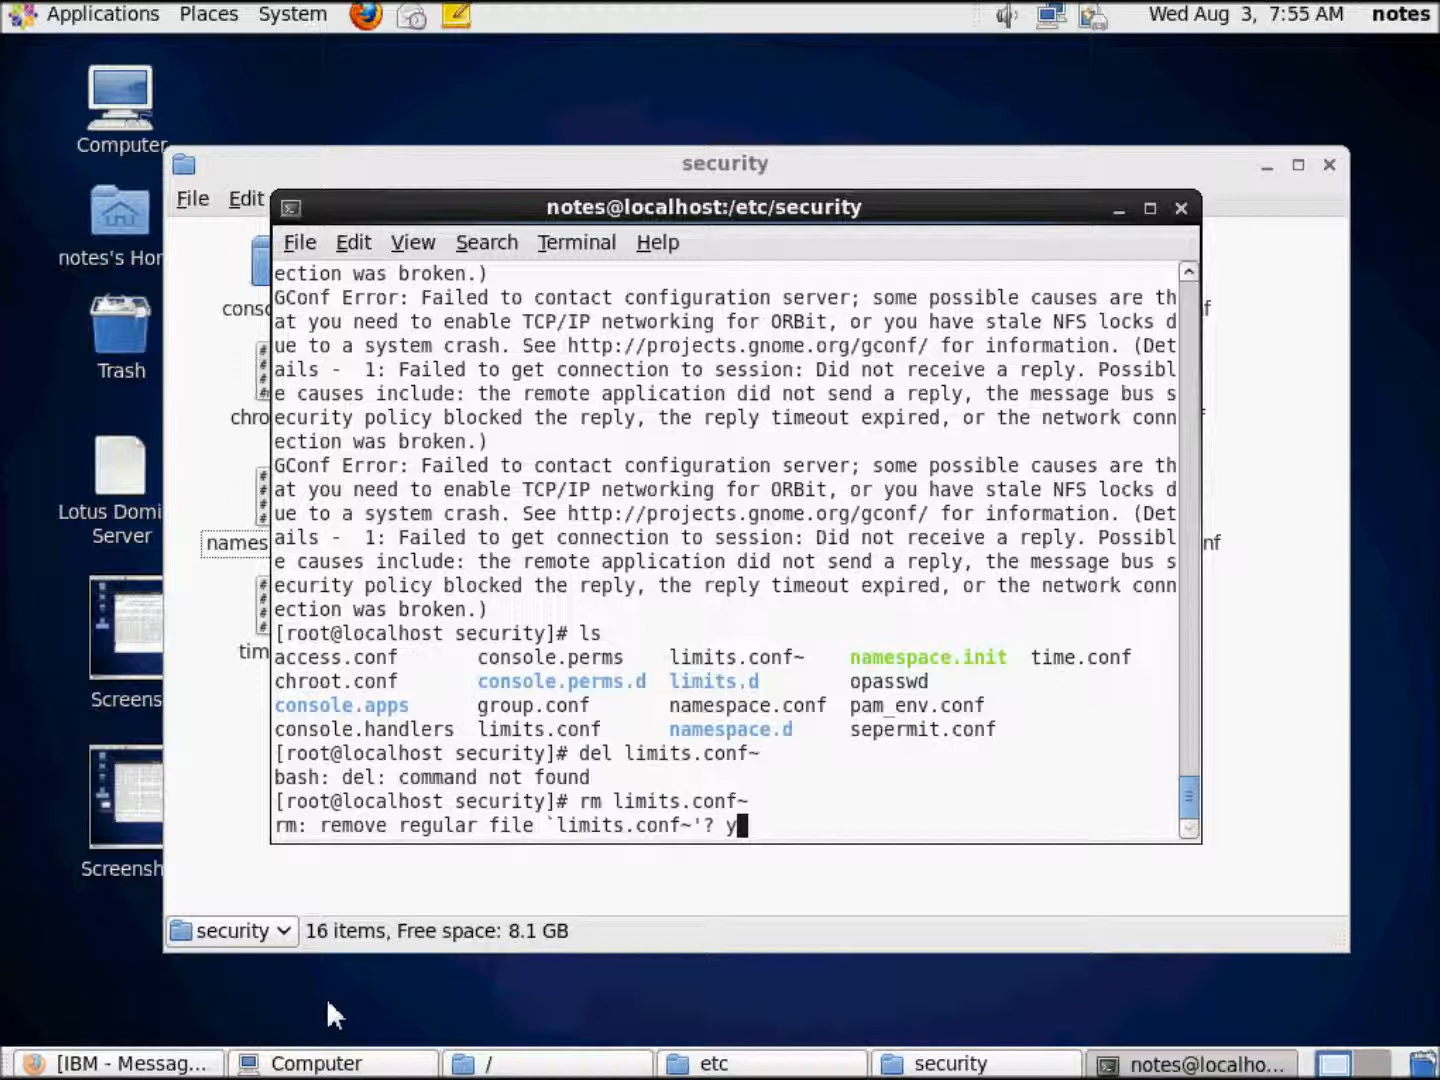 Applications Places System Wed Aug 3, 7:55 AM notes
Computer
notes's Hom
Trash
Lotus Domi
Server
Screens
Screensh
security
File Edit
notes@localhost:/etc/security
File Edit View Search Terminal Help
ection was broken.)
GConf Error: Failed to contact configuration server; some possible causes are th
at you need to enable TCP/IP networking for ORBit, or you have stale NFS locks d
ue to a system crash. See http://projects.gnome.org/gconf/ for information. (Det
ails -  1: Failed to get connection to session: Did not receive a reply. Possibl
e causes include: the remote application did not send a reply, the message bus s
ecurity policy blocked the reply, the reply timeout expired, or the network conn
ection was broken.)
GConf Error: Failed to contact configuration server; some possible causes are th
at you need to enable TCP/IP networking for ORBit, or you have stale NFS locks d
ue to a system crash. See http://projects.gnome.org/gconf/ for information. (Det
ails -  1: Failed to get connection to session: Did not receive a reply. Possibl
e causes include: the remote application did not send a reply, the message bus s
ecurity policy blocked the reply, the reply timeout expired, or the network conn
ection was broken.)
[root@localhost security]# ls
access.conf console.perms limits.conf~ namespace.init time.conf
chroot.conf console.perms.d limits.d opasswd
console.apps group.conf namespace.conf pam_env.conf
console.handlers limits.conf namespace.d sepermit.conf
[root@localhost security]# del limits.conf~
bash: del: command not found
[root@localhost security]# rm limits.conf~
rm: remove regular file `limits.conf~'? y
conso
chro
names
tim
nf
security 16 items, Free space: 8.1 GB
[IBM - Messag... Computer / etc security notes@localho...